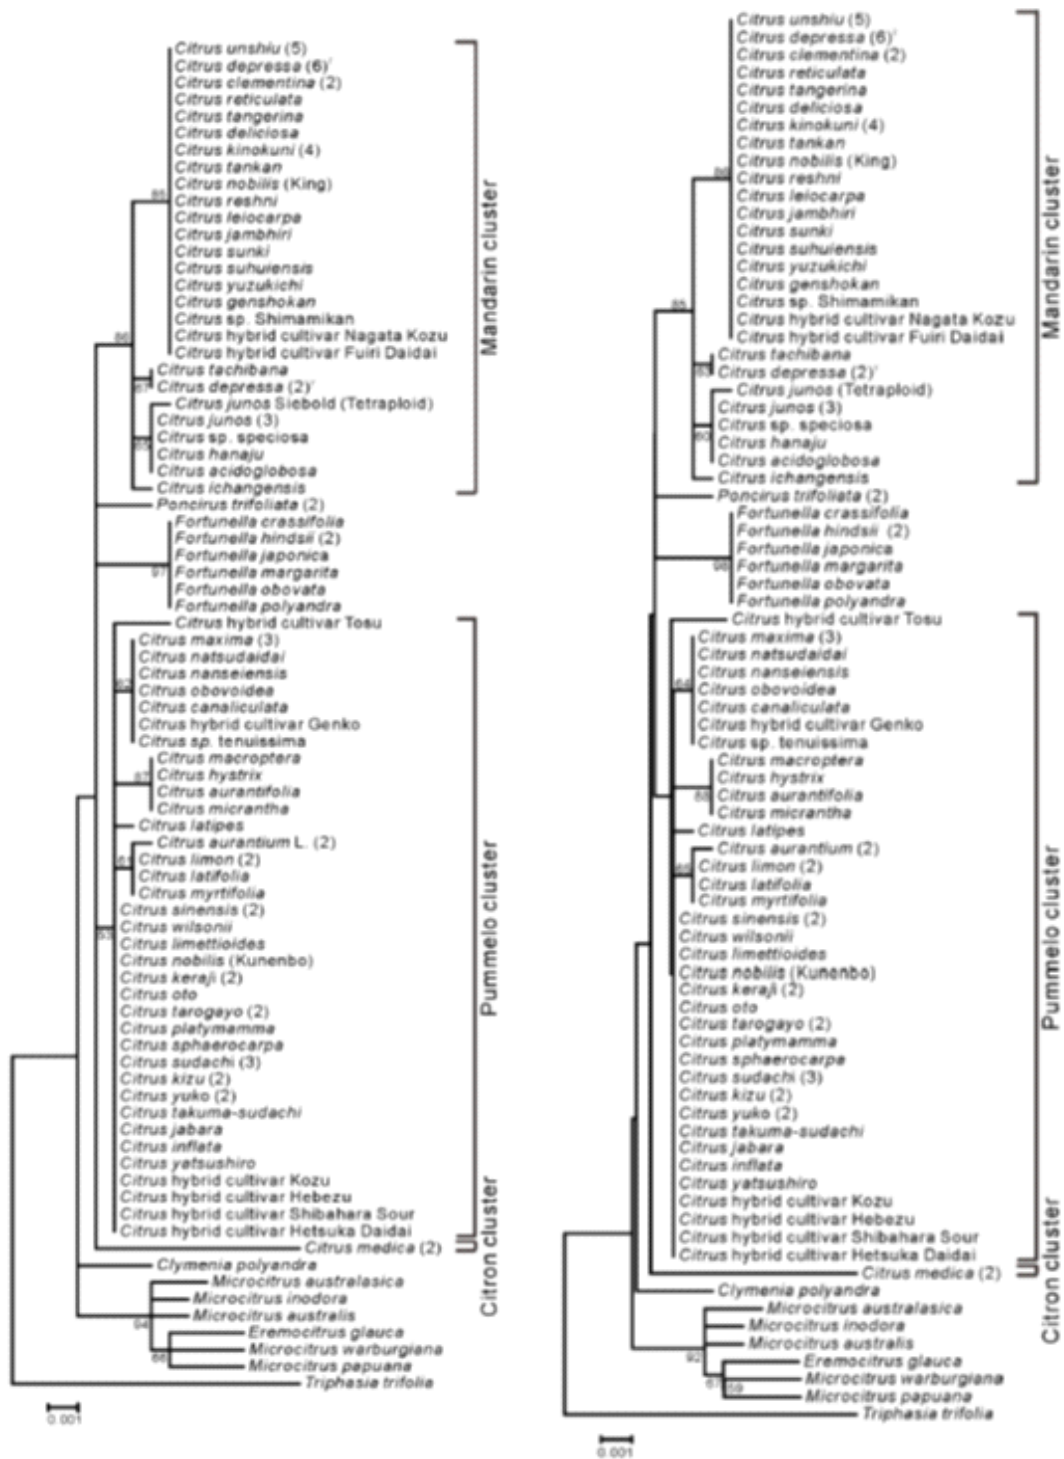 Citrus unshiu (5)
Citrus depressa (6)'
Citrus clementina (2)
Citrus reticulata
Citrus tangerina
Citrus deliciosa
Citrus kinokuni (4)
Citrus tankan
Citrus nobilis (King)
Citrus reshni
Citrus leiocarpa
Citrus jambhiri
Citrus sunki
Citrus suhuiensis
Citrus yuzukichi
Citrus genshokan
Citrus sp. Shimamikan
Citrus hybrid cultivar Nagata Kozu
Citrus hybrid cultivar Fuiri Daidai
Citrus tachibana
Citrus depressa (2)'
Citrus junos Siebold (Tetraploid)
Citrus junos (3)
Citrus sp. speciosa
Citrus hanaju
Citrus acidoglobosa
Citrus ichangensis
Poncirus trifoliata (2)
Fortunella crassifolia
Fortunella hindsii (2)
Fortunella japonica
Fortunella margarita
Fortunella obovata
Fortunella polyandra
Citrus hybrid cultivar Tosu
Citrus maxima (3)
Citrus natsudaidai
Citrus nanseiensis
Citrus obovoidea
Citrus canaliculata
Citrus hybrid cultivar Genko
Citrus sp. tenuissima
Citrus macroptera
Citrus hystrix
Citrus aurantifolia
Citrus micrantha
Citrus latipes
Citrus aurantium L. (2)
Citrus limon (2)
Citrus latifolia
Citrus myrtifolia
Citrus sinensis (2)
Citrus wilsonii
Citrus limettioides
Citrus nobilis (Kunenbo)
Citrus keraji (2)
Citrus oto
Citrus tarogayo (2)
Citrus platymamma
Citrus sphaerocarpa
Citrus sudachi (3)
Citrus kizu (2)
Citrus yuko (2)
Citrus takuma-sudachi
Citrus jabara
Citrus inflata
Citrus yatsushiro
Citrus hybrid cultivar Kozu
Citrus hybrid cultivar Hebezu
Citrus hybrid cultivar Shibahara Sour
Citrus hybrid cultivar Hetsuka Daidai
Citrus medica (2)
Clymenia polyandra
Microcitrus australasica
Microcitrus inodora
Microcitrus australis
Eremocitrus glauca
Microcitrus warburgiana
Microcitrus papuana
Triphasia trifolia
85
86
67
97
87
61
94
66
0.001
Mandarin cluster
Pummelo cluster
Citron cluster
Citrus unshiu (5)
Citrus depressa (6)'
Citrus clementina (2)
Citrus reticulata
Citrus tangerina
Citrus deliciosa
Citrus kinokuni (4)
Citrus tankan
Citrus nobilis (King)
Citrus reshni
Citrus leiocarpa
Citrus jambhiri
Citrus sunki
Citrus suhuiensis
Citrus yuzukichi
Citrus genshokan
Citrus sp. Shimamikan
Citrus hybrid cultivar Nagata Kozu
Citrus hybrid cultivar Fuiri Daidai
Citrus tachibana
Citrus depressa (2)'
Citrus junos (Tetraploid)
Citrus junos (3)
Citrus sp. speciosa
Citrus hanaju
Citrus acidoglobosa
Citrus ichangensis
Poncirus trifoliata (2)
Fortunella crassifolia
Fortunella hindsii (2)
Fortunella japonica
Fortunella margarita
Fortunella obovata
Fortunella polyandra
Citrus hybrid cultivar Tosu
Citrus maxima (3)
Citrus natsudaidai
Citrus nanseiensis
Citrus obovoidea
Citrus canaliculata
Citrus hybrid cultivar Genko
Citrus sp. tenuissima
Citrus macroptera
Citrus hystrix
Citrus aurantifolia
Citrus micrantha
Citrus latipes
Citrus aurantium (2)
Citrus limon (2)
Citrus latifolia
Citrus myrtifolia
Citrus sinensis (2)
Citrus wilsonii
Citrus limettioides
Citrus nobilis (Kunenbo)
Citrus keraji (2)
Citrus oto
Citrus tarogayo (2)
Citrus platymamma
Citrus sphaerocarpa
Citrus sudachi (3)
Citrus kizu (2)
Citrus yuko (2)
Citrus takuma-sudachi
Citrus jabara
Citrus inflata
Citrus yatsushiro
Citrus hybrid cultivar Kozu
Citrus hybrid cultivar Hebezu
Citrus hybrid cultivar Shibahara Sour
Citrus hybrid cultivar Hetsuka Daidai
Citrus medica (2)
Clymenia polyandra
Microcitrus australasica
Microcitrus inodora
Microcitrus australis
Eremocitrus glauca
Microcitrus warburgiana
Microcitrus papuana
Triphasia trifolia
86
85
60
98
88
92
67
59
0.001
Mandarin cluster
Pummelo cluster
Citron cluster